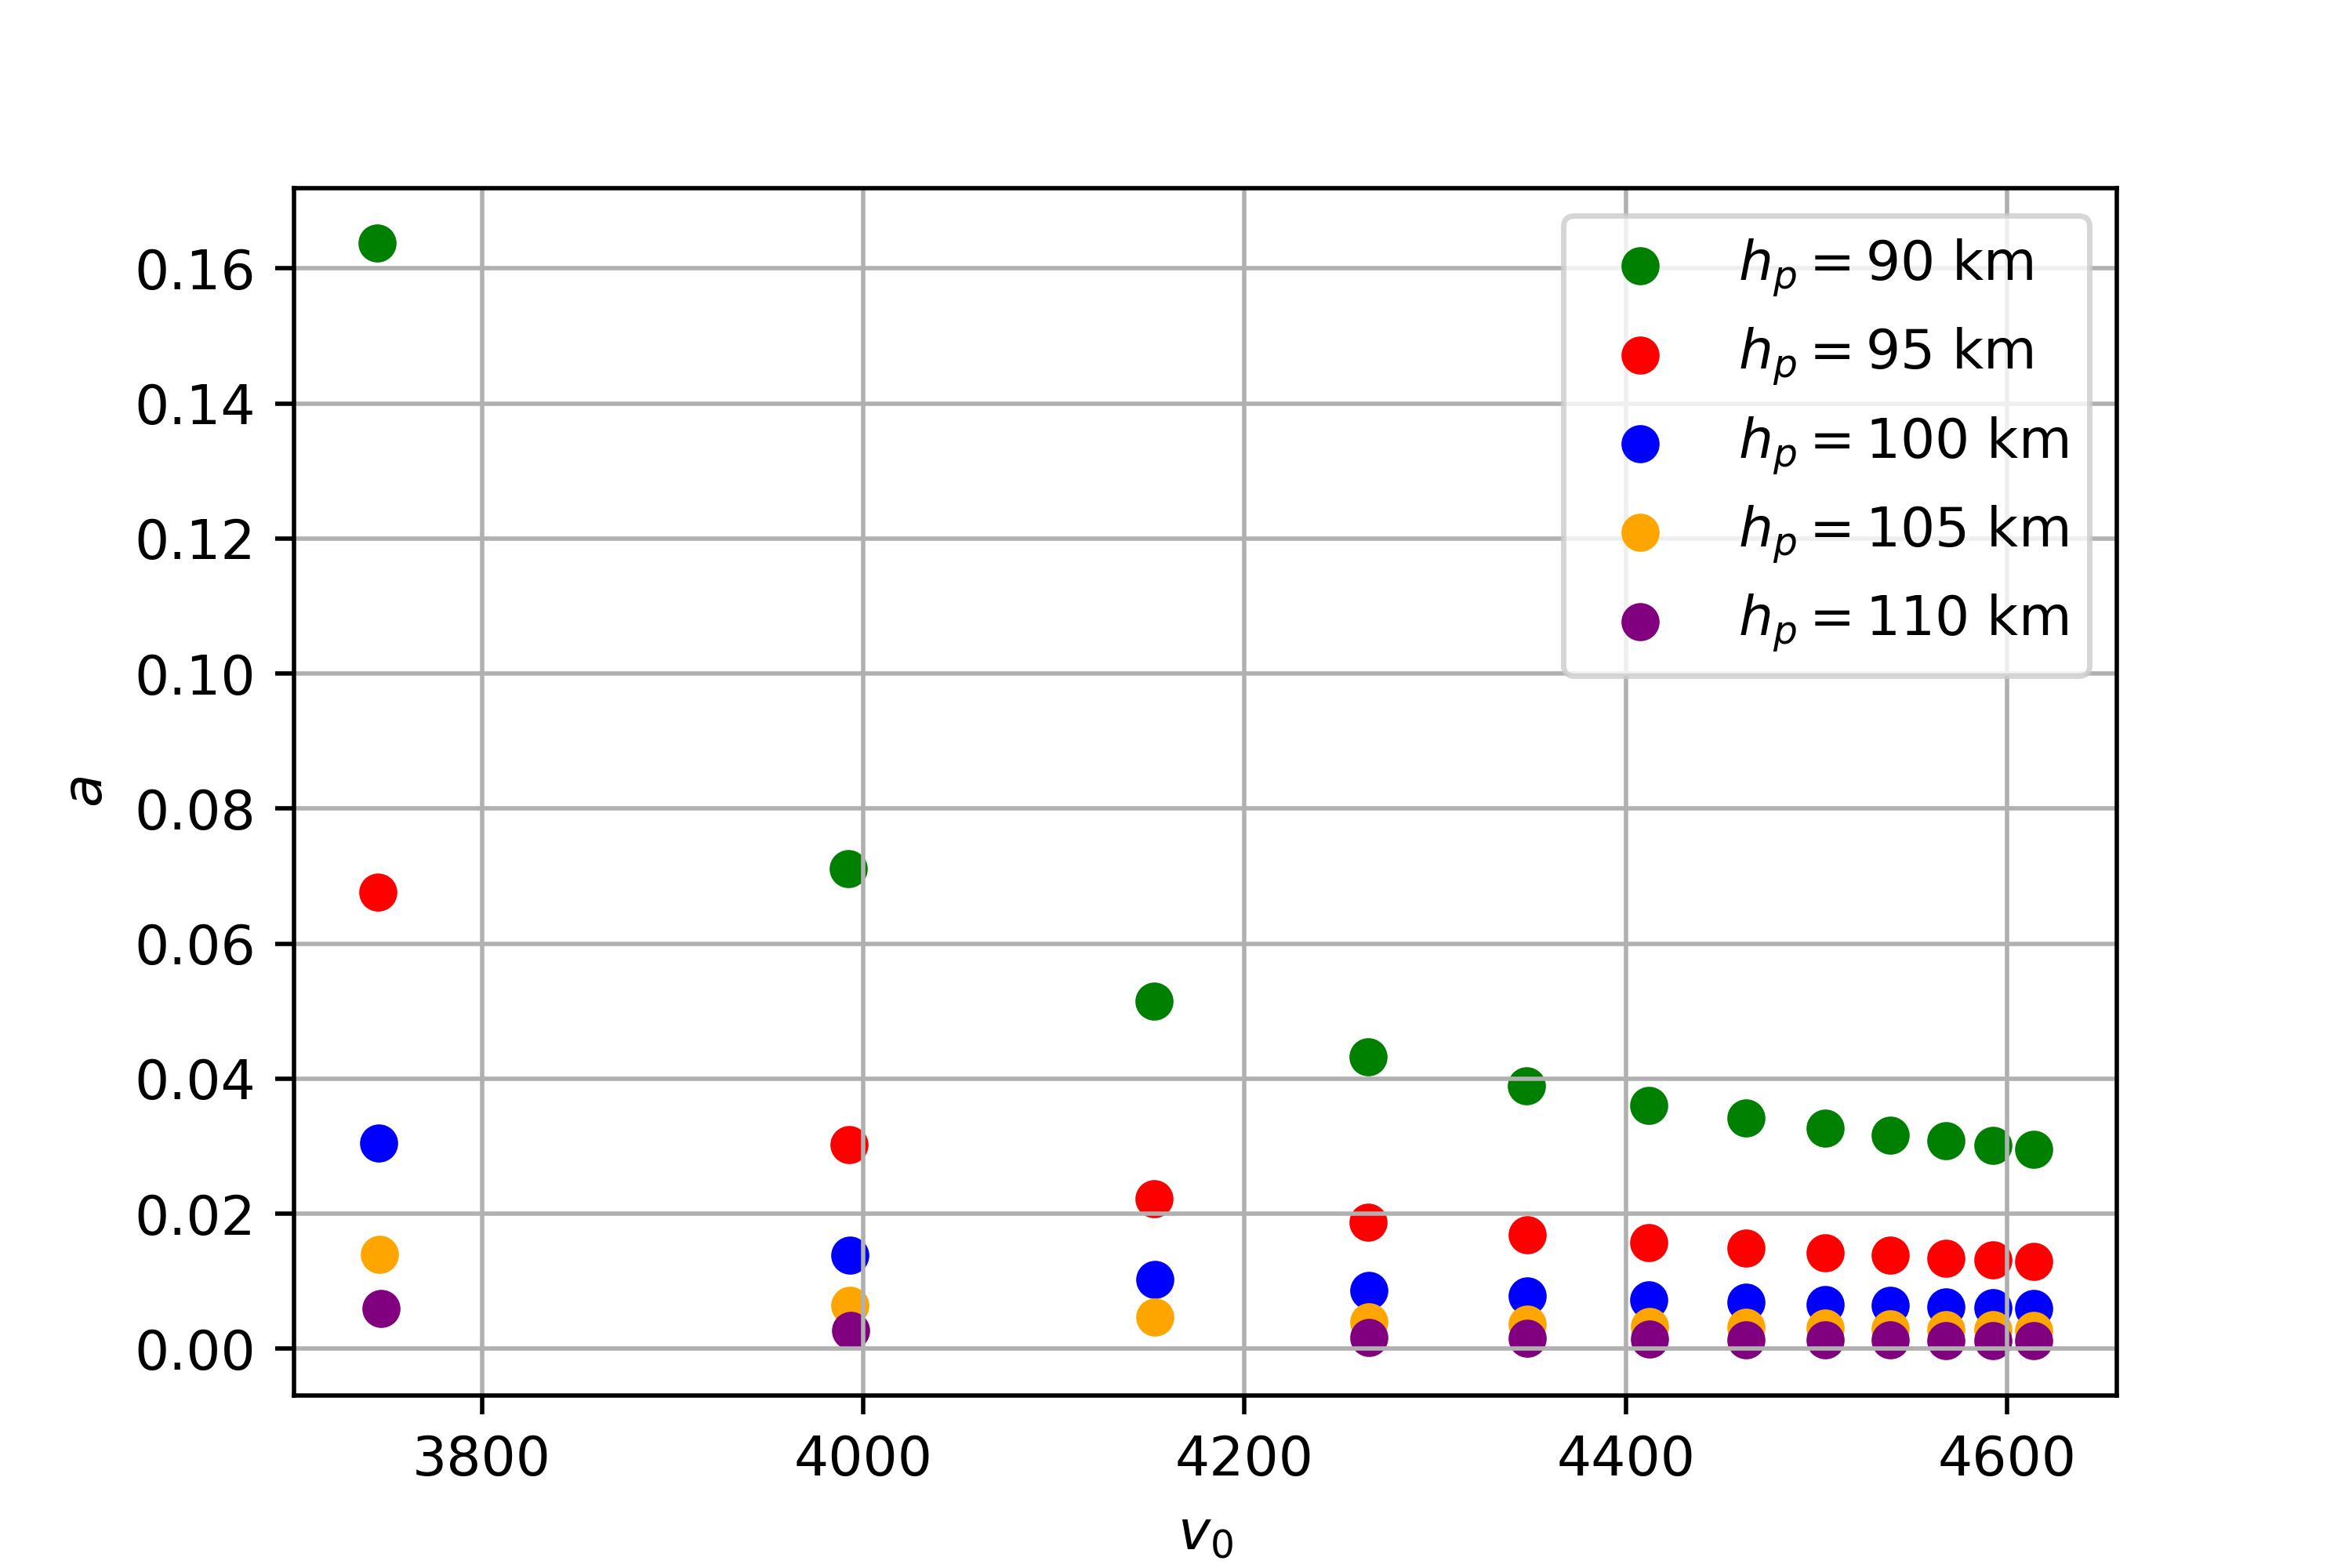 0.16
0.14
0.12
0.10
0.08
0.06
0.04
0.02
0.00
a
3800 4000 4200 4400 4600
v₀
hₚ = 90 km
hₚ = 95 km
hₚ = 100 km
hₚ = 105 km
hₚ = 110 km